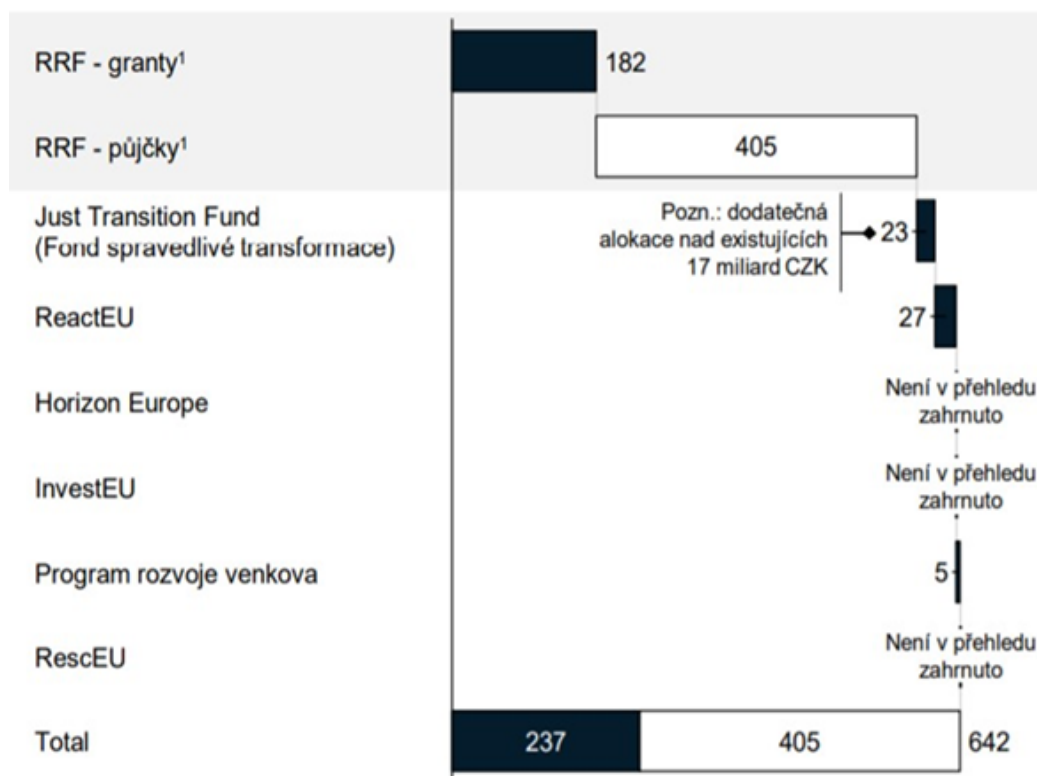 RRF - granty¹
182
RRF - půjčky¹
405
Just Transition Fund
(Fond spravedlivé transformace)
Pozn.: dodatečná
alokace nad existujících
17 miliard CZK
23
ReactEU
27
Horizon Europe
Není v přehledu
zahrnuto
InvestEU
Není v přehledu
zahrnuto
Program rozvoje venkova
5
RescEU
Není v přehledu
zahrnuto
Total
237
405
642